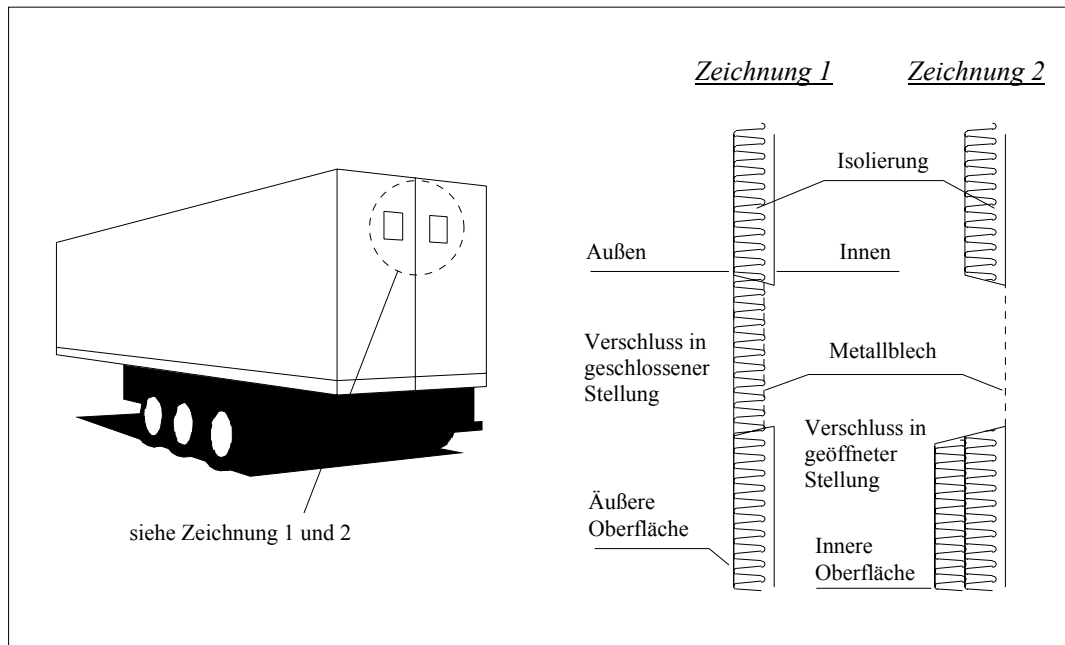 Zeichnung 1
Zeichnung 2
Isolierung
Außen
Innen
Verschluss in
geschlossener
Stellung
Metallblech
Verschluss in
geöffneter
Stellung
Äußere
Oberfläche
Innere
Oberfläche
siehe Zeichnung 1 und 2